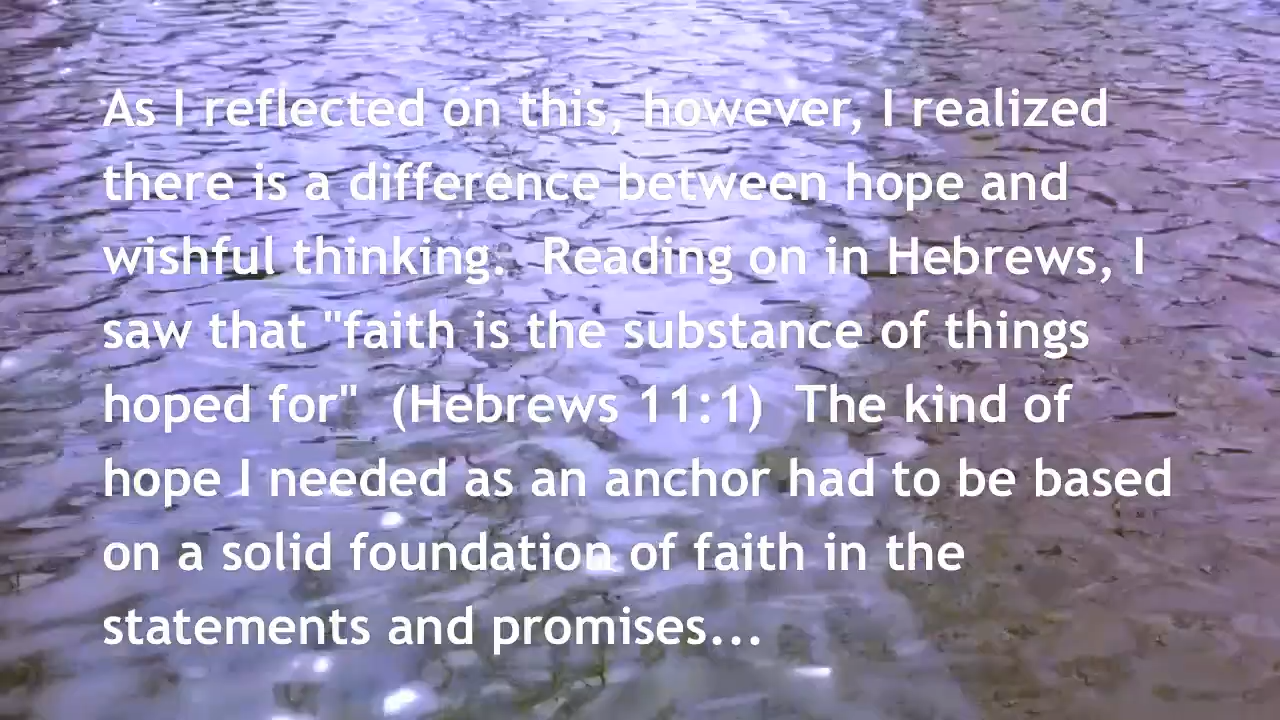 As I reflected on this, however, I realized
there is a difference between hope and
wishful thinking.  Reading on in Hebrews, I
saw that "faith is the substance of things
hoped for"  (Hebrews 11:1)  The kind of
hope I needed as an anchor had to be based
on a solid foundation of faith in the
statements and promises...